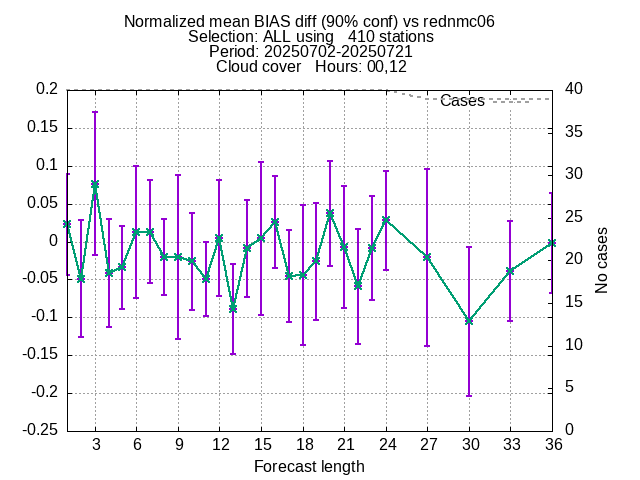 Normalized mean BIAS diff (90% conf) vs rednmc06
Selection: ALL using   410 stations
Period: 20250702-20250721
Cloud cover   Hours: 00,12
0.2
0.15
0.1
0.05
0
-0.05
-0.1
-0.15
-0.2
-0.25
Cases
40
35
30
25
20
15
10
5
0
No cases
3 6 9 12 15 18 21 24 27 30 33 36
Forecast length